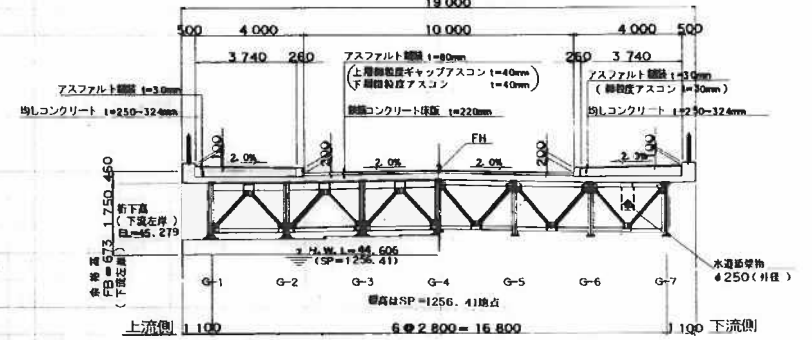 19 000
500 4 000 10 000 4 000 500
3 740 260 260 3 740
アスファルト舗装 t=80mm
(上層細粒度ギャップアスコン t=40mm
下層粗粒度アスコン t=40mm)
アスファルト舗装 t=30mm
アスファルト舗装 t=30mm
(細粒度アスコン t=30mm)
均しコンクリート t=250~324mm
鉄筋コンクリート床版 t=220mm
均しコンクリート t=250~324mm
FH
200 200 200 200
2.0% 2.0% 2.0% 2.0%
460
1 750
桁下高
(下流左岸)
EL=45.279
余裕高
FB=673
(下流左岸)
H.W.L=44.606
(SP=1256.41)
水道添架物
φ250(外径)
G-1 G-2 G-3 G-4 G-5 G-6 G-7
標高はSP=1256.41地点
上流側 1 100 6@2 800=16 800 1 100 下流側